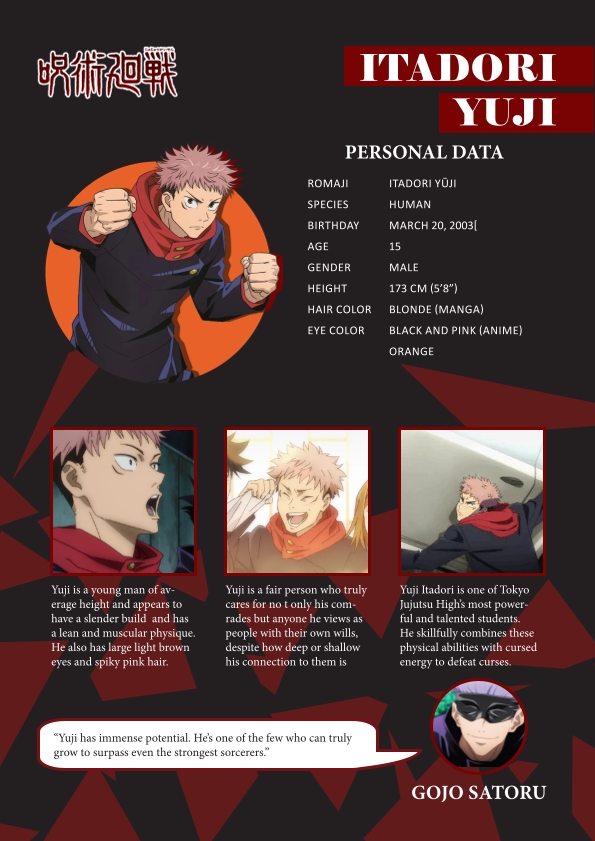 呪術廻戦
ITADORI
YUJI
PERSONAL DATA
ROMAJI ITADORI YŪJI
SPECIES HUMAN
BIRTHDAY MARCH 20, 2003[
AGE 15
GENDER MALE
HEIGHT 173 CM (5’8”)
HAIR COLOR BLONDE (MANGA)
EYE COLOR BLACK AND PINK (ANIME)
ORANGE
Yuji is a young man of av-
erage height and appears to
have a slender build and has
a lean and muscular physique.
He also has large light brown
eyes and spiky pink hair.
Yuji is a fair person who truly
cares for no t only his com-
rades but anyone he views as
people with their own wills,
despite how deep or shallow
his connection to them is
Yuji Itadori is one of Tokyo
Jujutsu High’s most power-
ful and talented students.
He skillfully combines these
physical abilities with cursed
energy to defeat curses.
“Yuji has immense potential. He’s one of the few who can truly
grow to surpass even the strongest sorcerers.”
GOJO SATORU